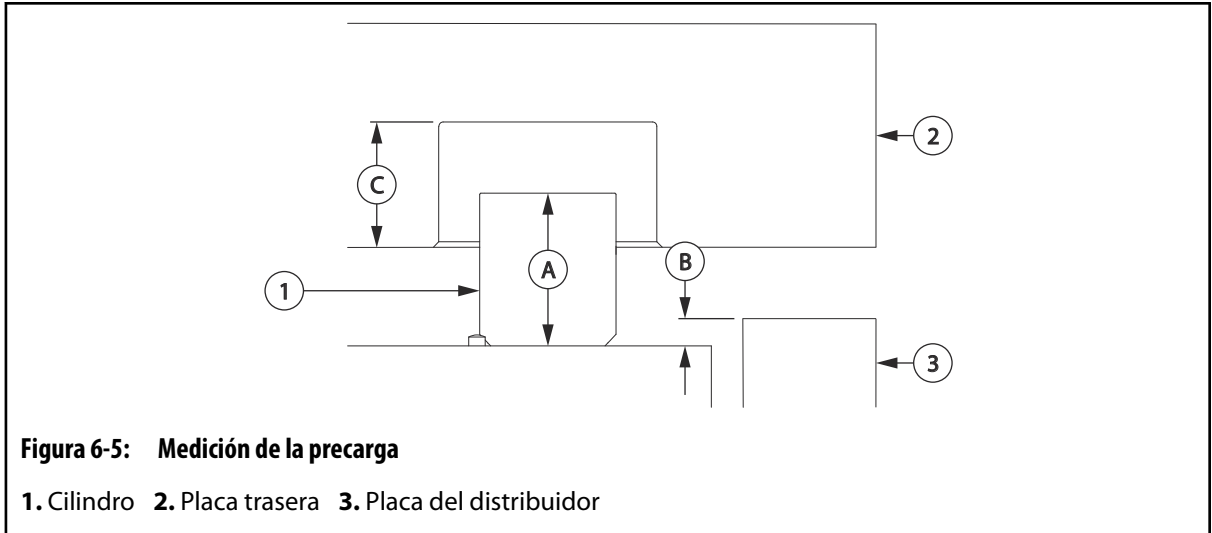 2
C
A
B
1
3
Figura 6-5: Medición de la precarga
1. Cilindro 2. Placa trasera 3. Placa del distribuidor